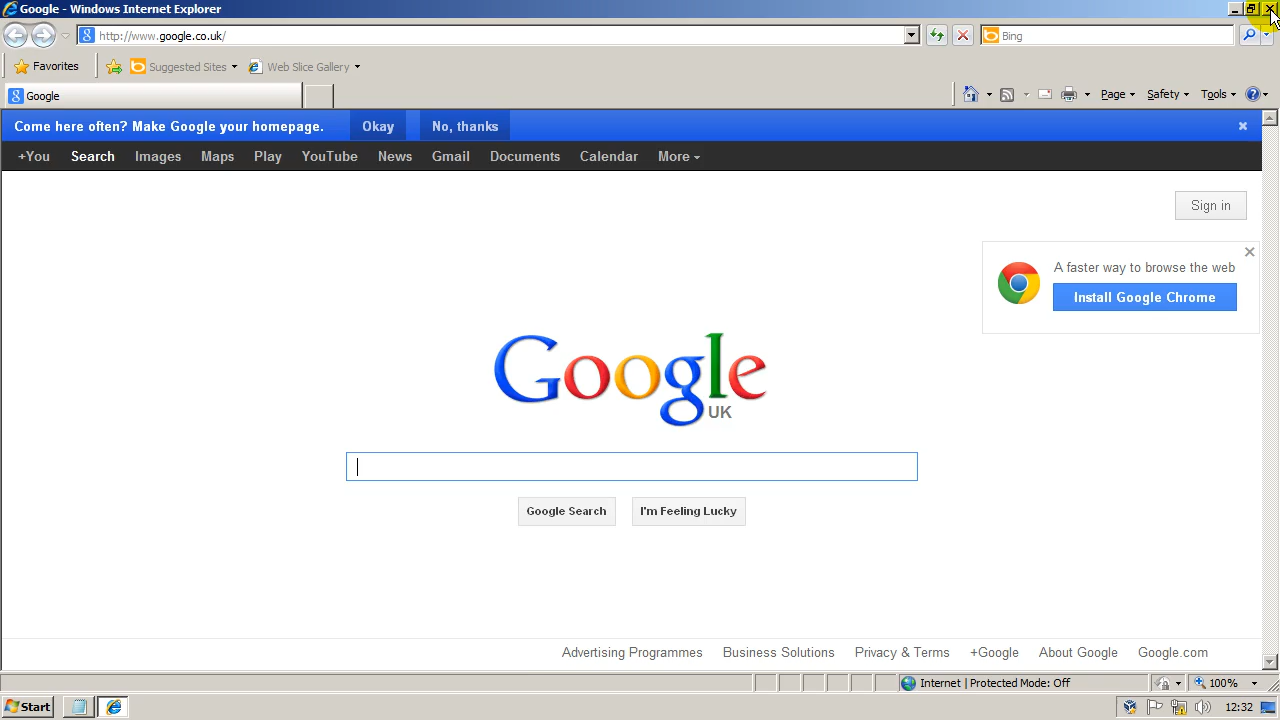 Google - Windows Internet Explorer
http://www.google.co.uk/
Bing
Favorites
Suggested Sites
Web Slice Gallery
Google
Page
Safety
Tools
Come here often? Make Google your homepage.
Okay
No, thanks
+You
Search
Images
Maps
Play
YouTube
News
Gmail
Documents
Calendar
More
Sign in
A faster way to browse the web
Install Google Chrome
Google
UK
Google Search
I'm Feeling Lucky
Advertising Programmes
Business Solutions
Privacy & Terms
+Google
About Google
Google.com
Internet | Protected Mode: Off
100%
Start
12:32